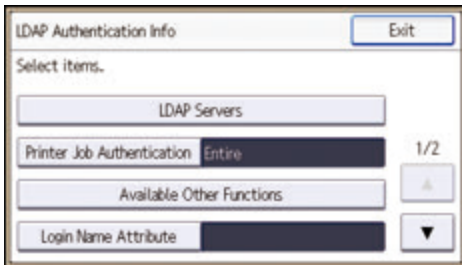 LDAP Authentication Info
Exit
Select items.
LDAP Servers
Printer Job Authentication Entire
1/2
Available Other Functions
▲
Login Name Attribute
▼